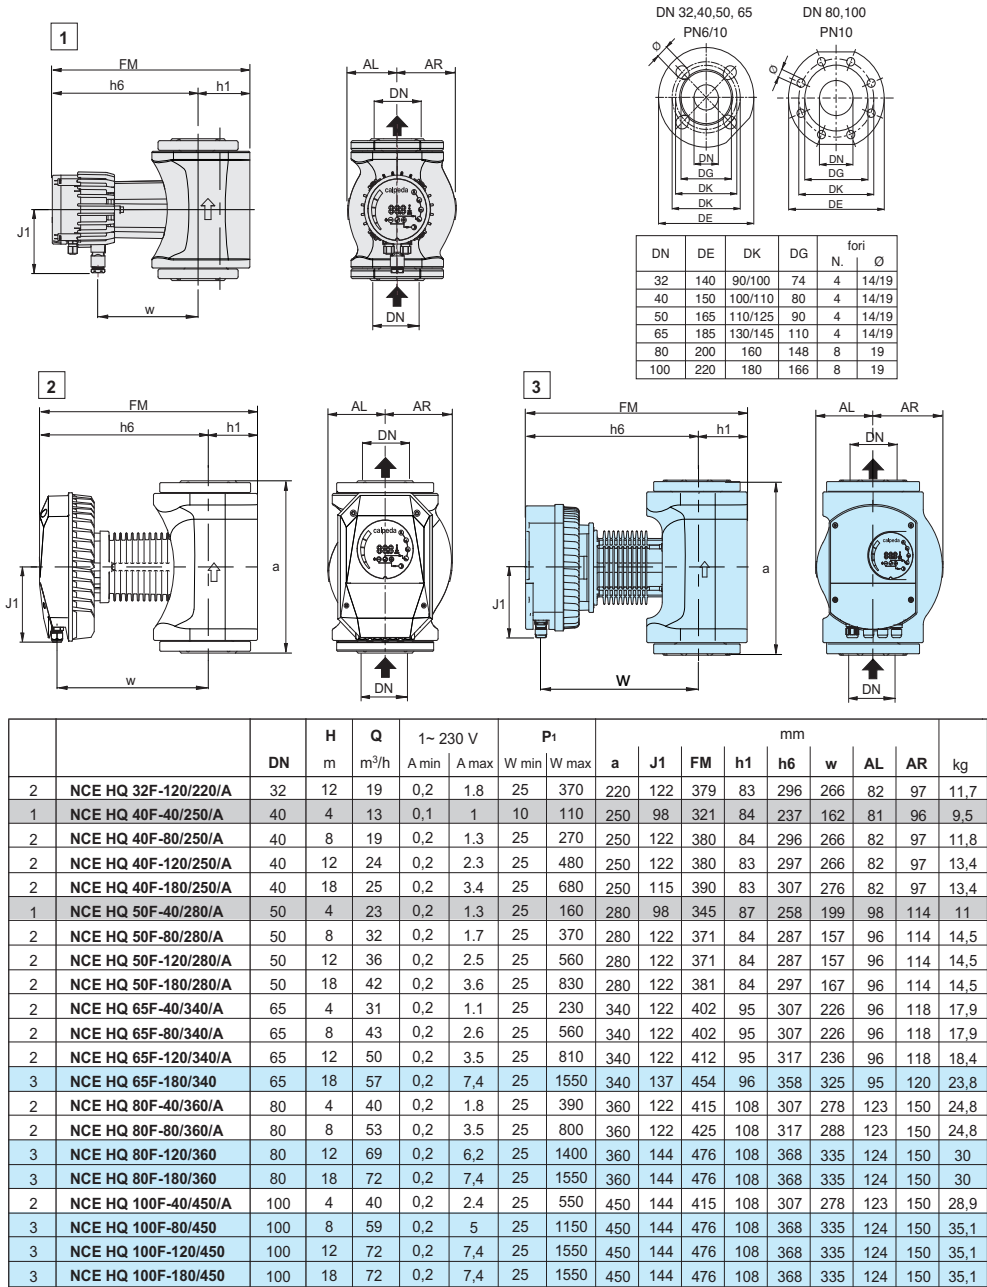 1
FM
h6
h1
J1
w
AL
AR
DN
calpeda
DN
DN 32,40,50, 65
PN6/10
Ø
DN
DG
DK
DK
DE
DN 80,100
PN10
Ø
DN
DG
DK
DE
DN DE DK DG fori
N. Ø
32 140 90/100 74 4 14/19
40 150 100/110 80 4 14/19
50 165 110/125 90 4 14/19
65 185 130/145 110 4 14/19
80 200 160 148 8 19
100 220 180 166 8 19
2
FM
h6
h1
J1
w
a
AL
AR
DN
calpeda
DN
3
FM
h6
h1
J1
W
a
AL
AR
DN
calpeda
DN
H Q 1~ 230 V P1 mm
DN m m³/h A min A max W min W max a J1 FM h1 h6 w AL AR kg
2 NCE HQ 32F-120/220/A 32 12 19 0,2 1.8 25 370 220 122 379 83 296 266 82 97 11,7
1 NCE HQ 40F-40/250/A 40 4 13 0,1 1 10 110 250 98 321 84 237 162 81 96 9,5
2 NCE HQ 40F-80/250/A 40 8 19 0,2 1.3 25 270 250 122 380 84 296 266 82 97 11,8
2 NCE HQ 40F-120/250/A 40 12 24 0,2 2.3 25 480 250 122 380 83 297 266 82 97 13,4
2 NCE HQ 40F-180/250/A 40 18 25 0,2 3.4 25 680 250 115 390 83 307 276 82 97 13,4
1 NCE HQ 50F-40/280/A 50 4 23 0,2 1.3 25 160 280 98 345 87 258 199 98 114 11
2 NCE HQ 50F-80/280/A 50 8 32 0,2 1.7 25 370 280 122 371 84 287 157 96 114 14,5
2 NCE HQ 50F-120/280/A 50 12 36 0,2 2.5 25 560 280 122 371 84 287 157 96 114 14,5
2 NCE HQ 50F-180/280/A 50 18 42 0,2 3.6 25 830 280 122 381 84 297 167 96 114 14,5
2 NCE HQ 65F-40/340/A 65 4 31 0,2 1.1 25 230 340 122 402 95 307 226 96 118 17,9
2 NCE HQ 65F-80/340/A 65 8 43 0,2 2.6 25 560 340 122 402 95 307 226 96 118 17,9
2 NCE HQ 65F-120/340/A 65 12 50 0,2 3.5 25 810 340 122 412 95 317 236 96 118 18,4
3 NCE HQ 65F-180/340 65 18 57 0,2 7,4 25 1550 340 137 454 96 358 325 95 120 23,8
2 NCE HQ 80F-40/360/A 80 4 40 0,2 1.8 25 390 360 122 415 108 307 278 123 150 24,8
2 NCE HQ 80F-80/360/A 80 8 53 0,2 3.5 25 800 360 122 425 108 317 288 123 150 24,8
3 NCE HQ 80F-120/360 80 12 69 0,2 6,2 25 1400 360 144 476 108 368 335 124 150 30
3 NCE HQ 80F-180/360 80 18 72 0,2 7,4 25 1550 360 144 476 108 368 335 124 150 30
2 NCE HQ 100F-40/450/A 100 4 40 0,2 2.4 25 550 450 144 415 108 307 278 123 150 28,9
3 NCE HQ 100F-80/450 100 8 59 0,2 5 25 1150 450 144 476 108 368 335 124 150 35,1
3 NCE HQ 100F-120/450 100 12 72 0,2 7,4 25 1550 450 144 476 108 368 335 124 150 35,1
3 NCE HQ 100F-180/450 100 18 72 0,2 7,4 25 1550 450 144 476 108 368 335 124 150 35,1